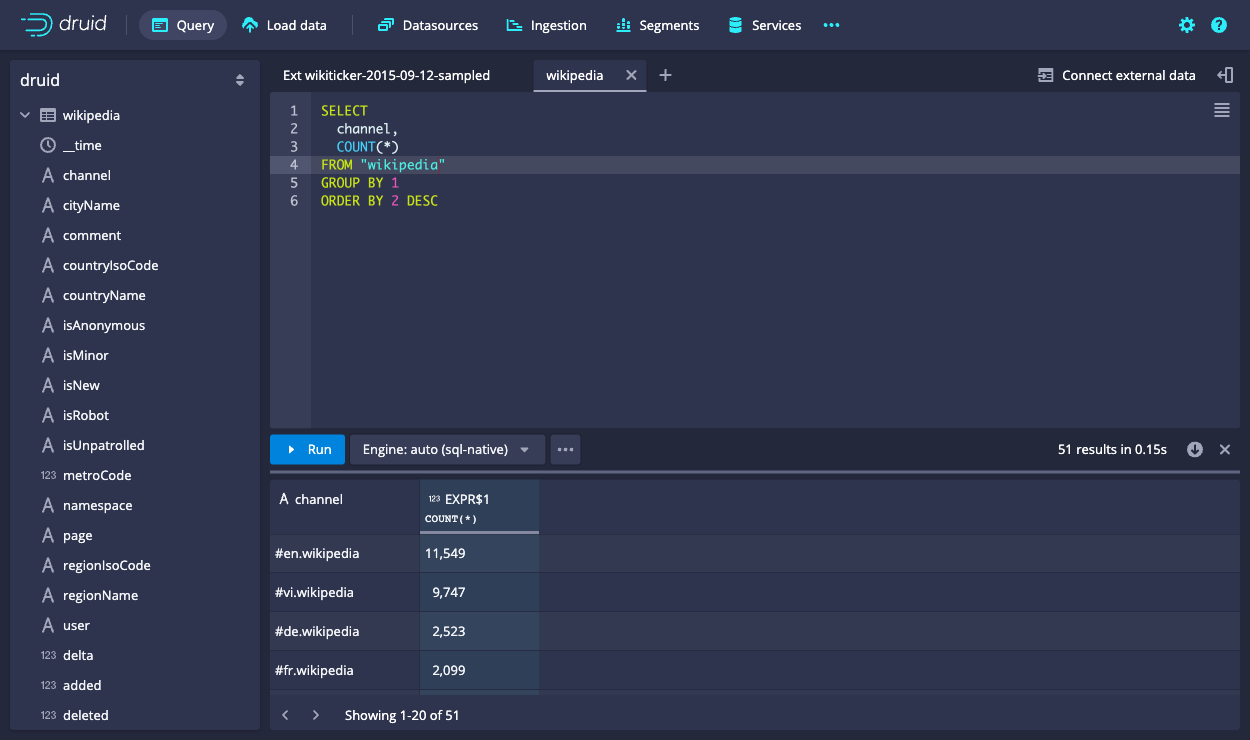 druid Query Load data Datasources Ingestion Segments Services
druid
wikipedia
__time
channel
cityName
comment
countryIsoCode
countryName
isAnonymous
isMinor
isNew
isRobot
isUnpatrolled
123 metroCode
namespace
page
regionIsoCode
regionName
user
123 delta
123 added
123 deleted
Ext wikiticker-2015-09-12-sampled wikipedia Connect external data
1 SELECT
2 channel,
3 COUNT(*)
4 FROM "wikipedia"
5 GROUP BY 1
6 ORDER BY 2 DESC
Run Engine: auto (sql-native) 51 results in 0.15s
A channel 123 EXPR$1
COUNT(*)
#en.wikipedia 11,549
#vi.wikipedia 9,747
#de.wikipedia 2,523
#fr.wikipedia 2,099
Showing 1-20 of 51